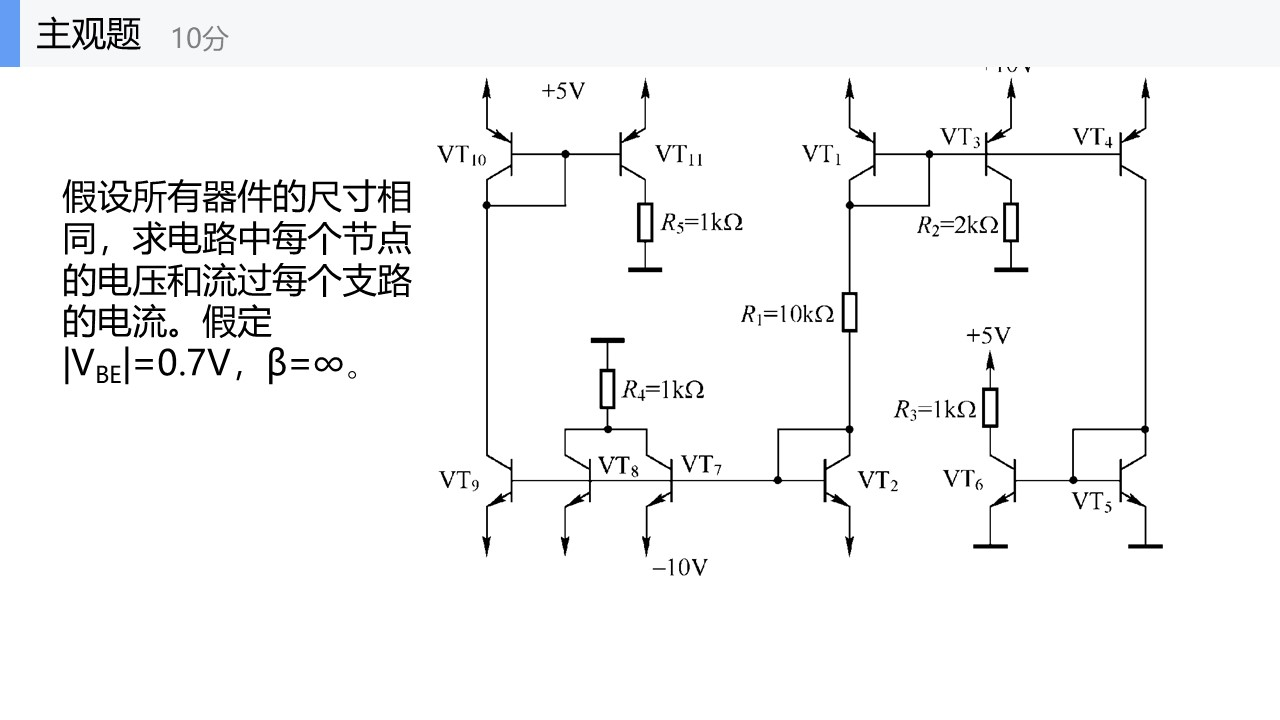 主观题 10分
假设所有器件的尺寸相
同，求电路中每个节点
的电压和流过每个支路
的电流。假定
|VBE|=0.7V，β=∞。
+5V
VT10
VT11
VT1
VT3
VT4
R5=1kΩ
R2=2kΩ
R1=10kΩ
+5V
R4=1kΩ
R3=1kΩ
VT9
VT8
VT7
VT2
VT6
VT5
–10V